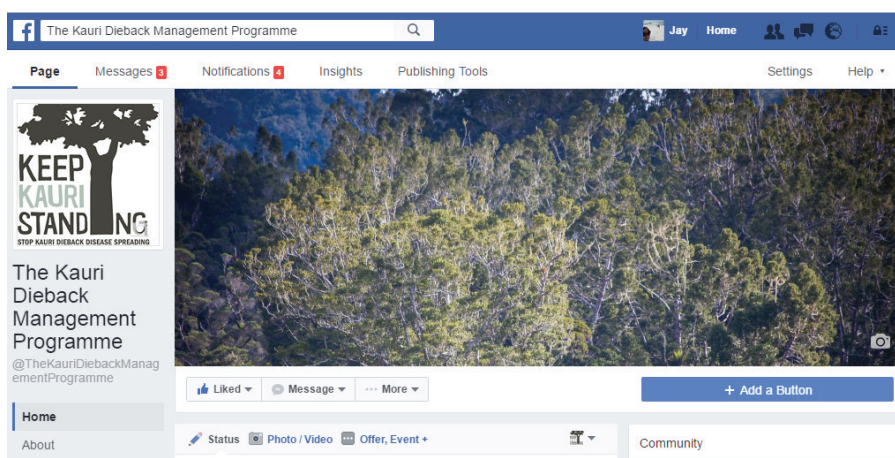 The Kauri Dieback Management Programme
Jay Home
Page Messages 3 Notifications 4 Insights Publishing Tools Settings Help
KEEP
KAURI
STANDING
STOP KAURI DIEBACK DISEASE SPREADING
The Kauri
Dieback
Management
Programme
@TheKauriDiebackManag
ementProgramme
Liked Message More + Add a Button
Home
About
Status Photo / Video Offer, Event +
Community